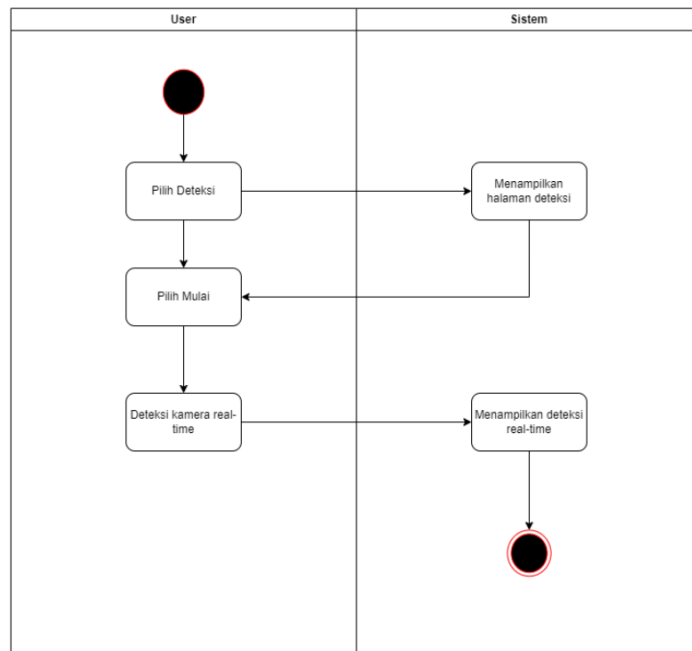 User
Sistem
Pilih Deteksi
Menampilkan
halaman deteksi
Pilih Mulai
Deteksi kamera real-
time
Menampilkan deteksi
real-time